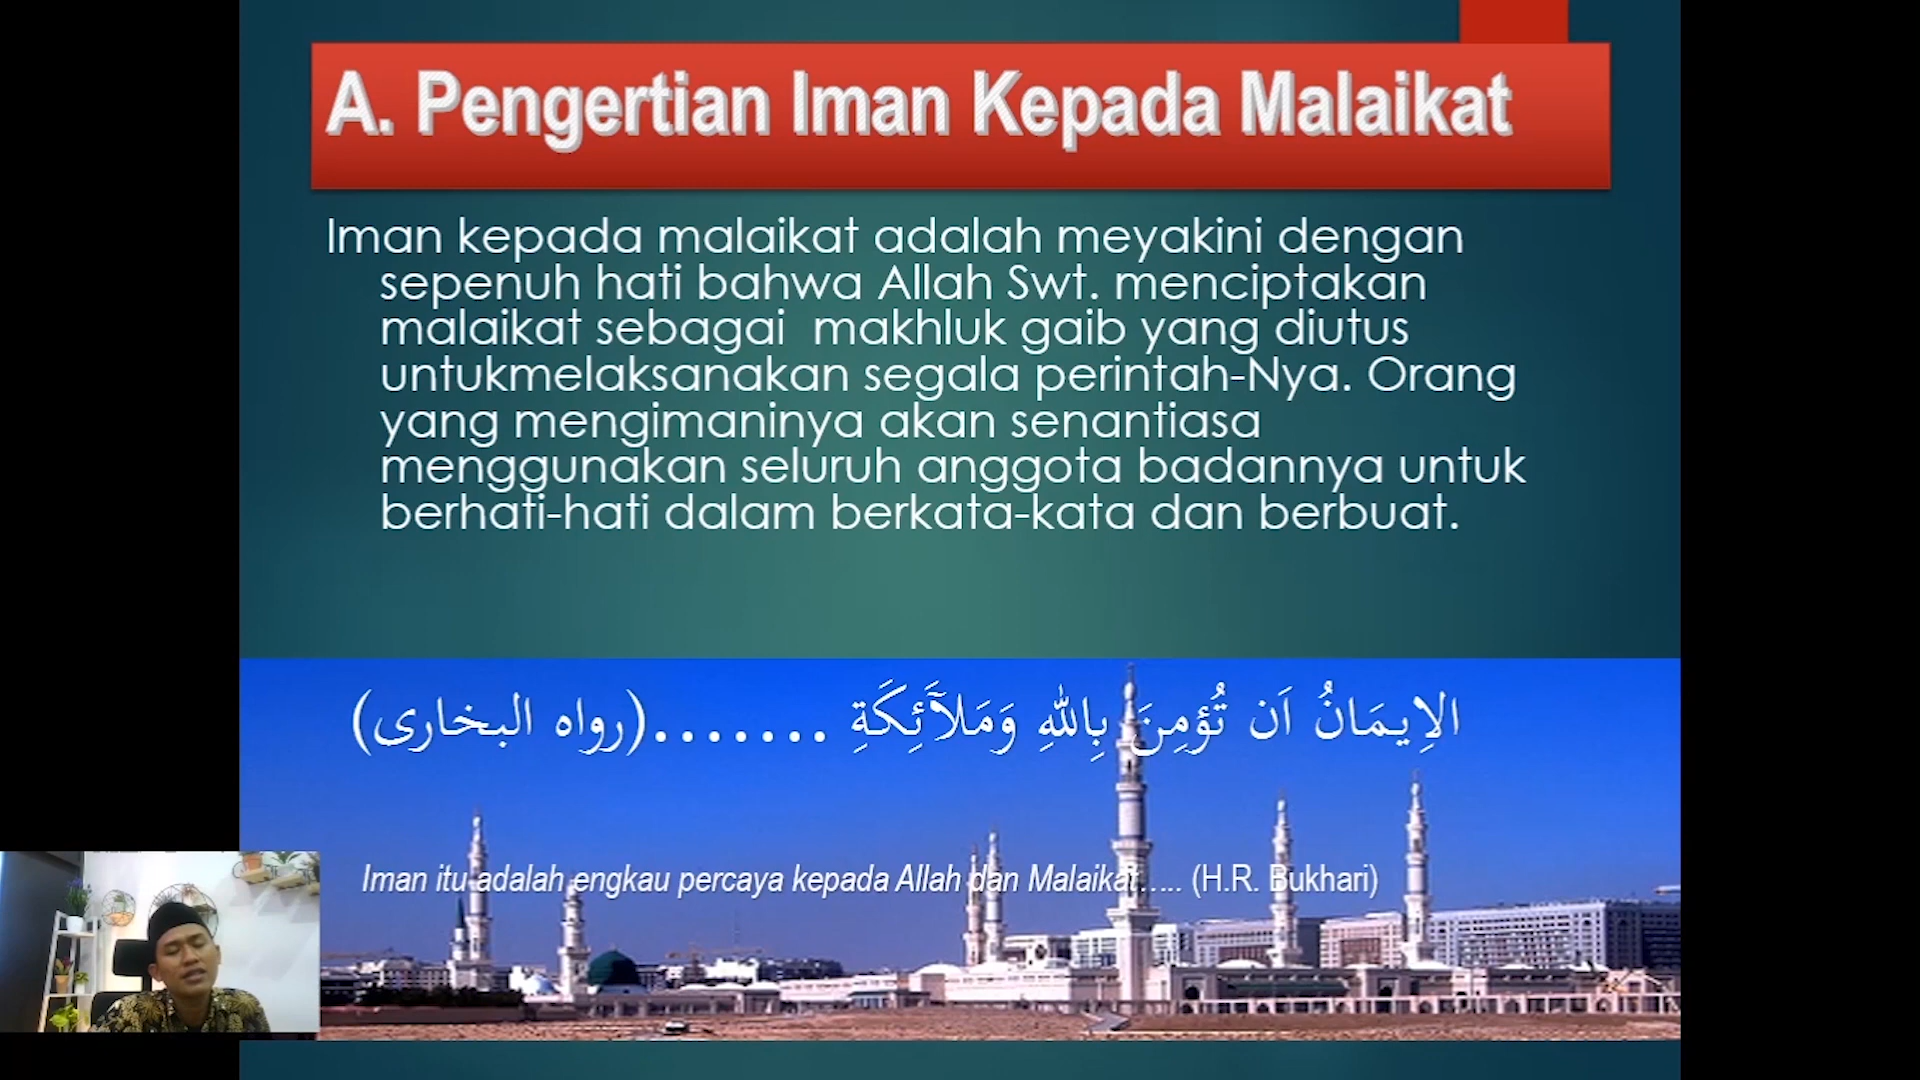 A. Pengertian Iman Kepada Malaikat
Iman kepada malaikat adalah meyakini dengan
sepenuh hati bahwa Allah Swt. menciptakan
malaikat sebagai  makhluk gaib yang diutus
untukmelaksanakan segala perintah-Nya. Orang
yang mengimaninya akan senantiasa
menggunakan seluruh anggota badannya untuk
berhati-hati dalam berkata-kata dan berbuat.
الاِيمَانُ اَن تُؤمِنَ بِاللهِ وَمَلآَئِكَةِ .......(رواه البخارى)
Iman itu adalah engkau percaya kepada Allah dan Malaikat..... (H.R. Bukhari)